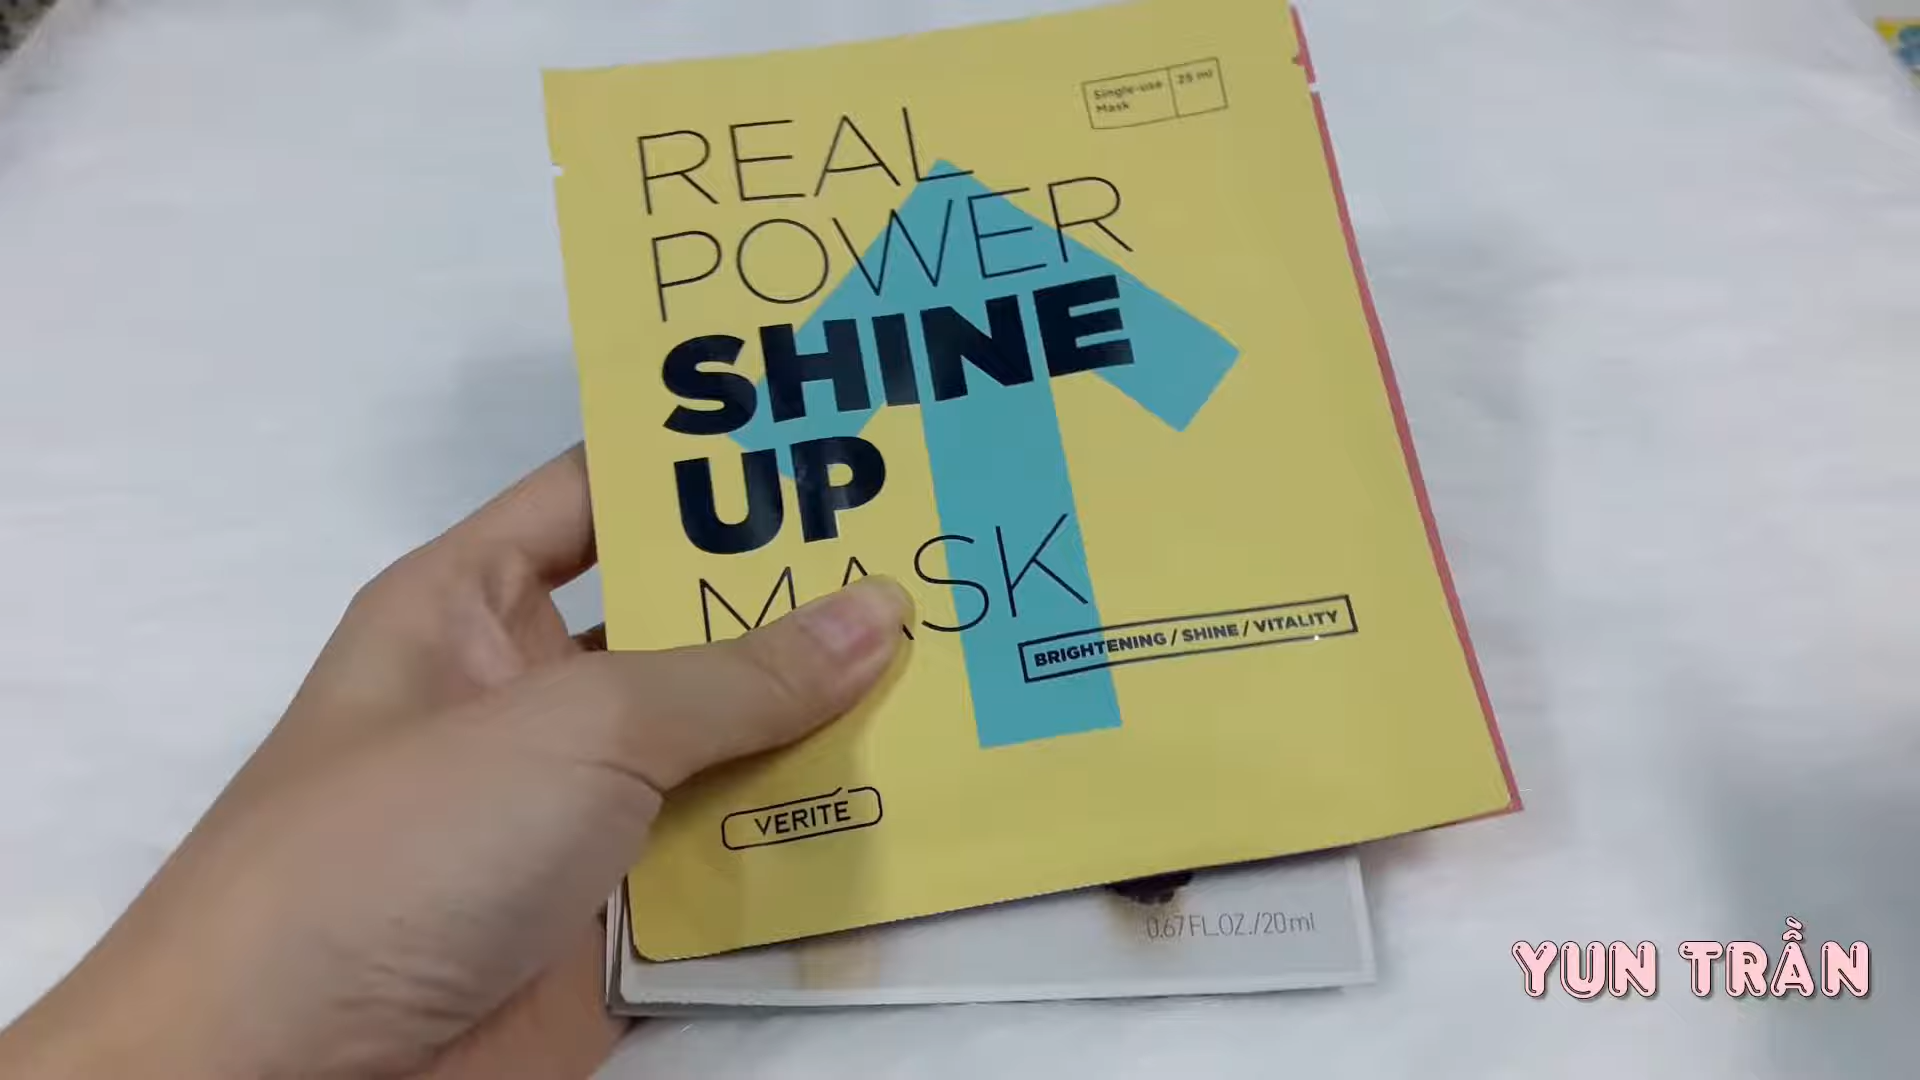 Single-use
Mask
25 ml
REAL
POWER
SHINE
UP
MASK
BRIGHTENING / SHINE / VITALITY
VERITÉ
0.67 FL.OZ./20ml
YUN TRẦN